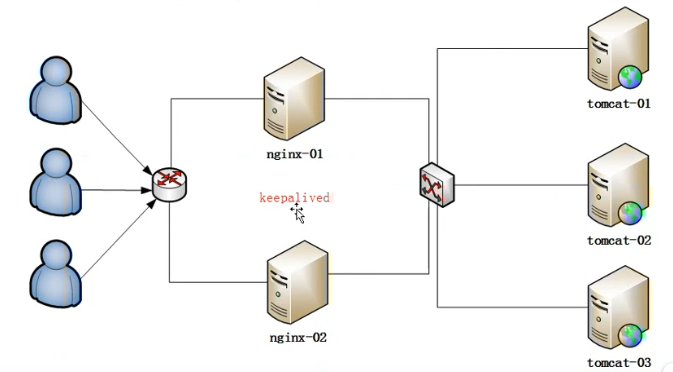 tomcat-01
nginx-01
keepalived
tomcat-02
nginx-02
tomcat-03